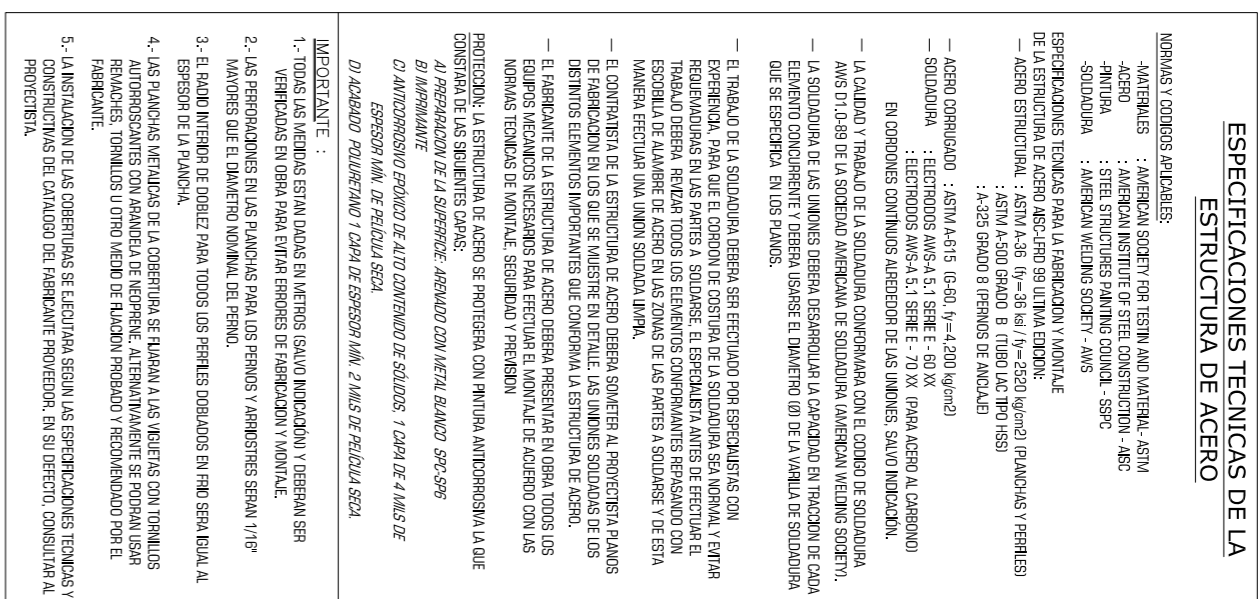 ESPECIFICACIONES TECNICAS DE LA
ESTRUCTURA DE ACERO
NORMAS Y CODIGOS APLICABLES:
-MATERIALES : AMERICAN SOCIETY FOR TESTIN AND MATERIAL- ASTM
-ACERO : AMERICAN INSTITUTE OF STEEL CONSTRUCTION - AISC
-PINTURA : STEEL STRUCTURES PAINTING COUNCIL - SSPC
-SOLDADURA : AMERICAN WELDING SOCIETY - AWS
ESPECIFICACIONES TECNICAS PARA LA FABRICACION Y MONTAJE
DE LA ESTRUCTURA DE ACERO AISC-LFRD 99 ULTIMA EDICION:
— ACERO ESTRUCTURAL : ASTM A-36 (fy=36 ksi / fy=2520 kg/cm2) (PLANCHAS Y PERFILES)
: ASTM A-500 GRADO B (TUBO LAC TIPO HSS)
: A-325 GRADO 8 (PERNOS DE ANCLAJE)
— ACERO CORRUGADO : ASTM A-615 (G-60, fy=4,200 kg/cm2)
— SOLDADURA : ELECTRODOS AWS-A 5.1 SERIE E - 60 XX
: ELECTRODOS AWS-A 5.1 SERIE E - 70 XX (PARA ACERO AL CARBONO)
EN CORDONES CONTÍNUOS ALREDEDOR DE LAS UNIONES, SALVO INDICACIÓN.
— LA CALIDAD Y TRABAJO DE LA SOLDADURA CONFORMARA CON EL CODIGO DE SOLDADURA
AWS D1.0-89 DE LA SOCIEDAD AMERICANA DE SOLDADURA (AMERICAN WELDING SOCIETY).
— LA SOLDADURA DE LAS UNIONES DEBERA DESARROLLAR LA CAPACIDAD EN TRACCION DE CADA
ELEMENTO CONCURRENTE Y DEBERA USARSE EL DIAMETRO (Ø) DE LA VARILLA DE SOLDADURA
QUE SE ESPECIFICA EN LOS PLANOS.
— EL TRABAJO DE LA SOLDADURA DEBERA SER EFECTUADO POR ESPECIALISTAS CON
EXPERIENCIA, PARA QUE EL CORDON DE COSTURA DE LA SOLDADURA SEA NORMAL Y EVITAR
REQUEMADURAS EN LAS PARTES A SOLDARSE, EL ESPECIALISTA ANTES DE EFECTUAR EL
TRABAJO DEBERA REVIZAR TODOS LOS ELEMENTOS CONFORMANTES REPASANDO CON
ESCOBILLA DE ALAMBRE DE ACERO EN LAS ZONAS DE LAS PARTES A SOLDARSE Y DE ESTA
MANERA EFECTUAR UNA UNION SOLDADA LIMPIA.
— EL CONTRATISTA DE LA ESTRUCTURA DE ACERO DEBERA SOMETER AL PROYECTISTA PLANOS
DE FABRICACION EN LOS QUE SE MUESTRE EN DETALLE, LAS UNIONES SOLDADAS DE LOS
DISTINTOS ELEMENTOS IMPORTANTES QUE CONFORMA LA ESTRUCTURA DE ACERO.
— EL FABRICANTE DE LA ESTRUCTURA DE ACERO DEBERA PRESENTAR EN OBRA TODOS LOS
EQUIPOS MECANICOS NECESARIOS PARA EFECTUAR EL MONTAJE DE ACUERDO CON LAS
NORMAS TECNICAS DE MONTAJE, SEGURIDAD Y PREVISION
PROTECCION: LA ESTRUCTURA DE ACERO SE PROTEGERA CON PINTURA ANTICORROSIVA LA QUE
CONSTARA DE LAS SIGUIENTES CAPAS:
A) PREPARACION DE LA SUPERFICIE: ARENADO CON METAL BLANCO SPC-SP6
B) IMPRIMANTE
C) ANTICORROSIVO EPÓXIDO DE ALTO CONTENIDO DE SÓLIDOS, 1 CAPA DE 4 MILS DE
ESPESOR MÍN. DE PELÍCULA SECA.
D) ACABADO POLIURETANO 1 CAPA DE ESPESOR MÍN. 2 MILS DE PELÍCULA SECA.
IMPORTANTE :
1.- TODAS LAS MEDIDAS ESTAN DADAS EN METROS (SALVO INDICACIÓN) Y DEBERAN SER
VERIFICADAS EN OBRA PARA EVITAR ERRORES DE FABRICACION Y MONTAJE.
2.- LAS PERFORACIONES EN LAS PLANCHAS PARA LOS PERNOS Y ARRIOSTRES SERAN 1/16"
MAYORES QUE EL DIAMETRO NOMINAL DEL PERNO.
3.- EL RADIO INTERIOR DE DOBLEZ PARA TODOS LOS PERFILES DOBLADOS EN FRIO SERA IGUAL AL
ESPESOR DE LA PLANCHA.
4.- LAS PLANCHAS METALICAS DE LA COBERTURA SE FIJARAN A LAS VIGUETAS CON TORNILLOS
AUTORROSCANTES CON ARANDELA DE NEOPRENE, ALTERNATIVAMENTE SE PODRAN USAR
REMACHES, TORNILLOS U OTRO MEDIO DE FIJACION PROBADO Y RECOMENDADO POR EL
FABRICANTE.
5.- LA INSTALACION DE LAS COBERTURAS SE EJECUTARA SEGUN LAS ESPECIFICACIONES TECNICAS Y
CONSTRUCTIVAS DEL CATALOGO DEL FABRICANTE PROVEEDOR. EN SU DEFECTO, CONSULTAR AL
PROYECTISTA.